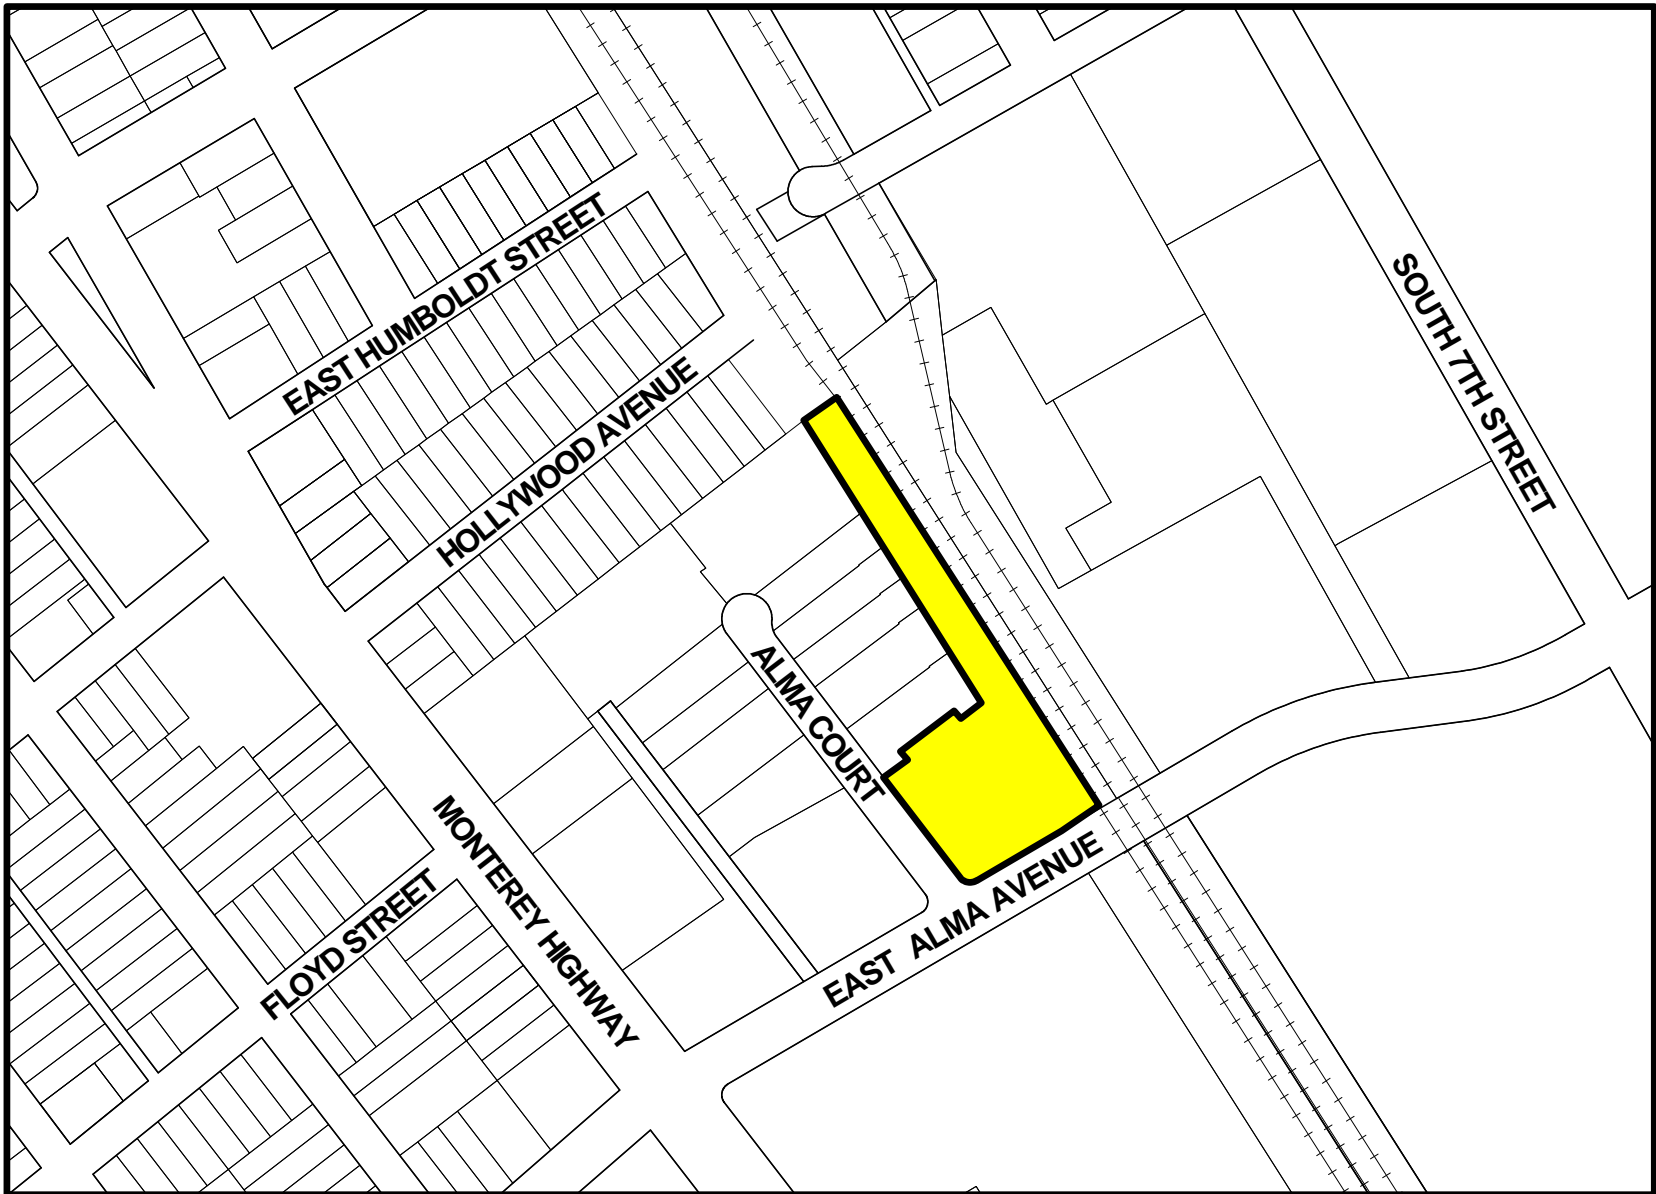 EAST HUMBOLDT STREET
HOLLYWOOD AVENUE
SOUTH 7TH STREET
ALMA COURT
MONTEREY HIGHWAY
FLOYD STREET
EAST ALMA AVENUE